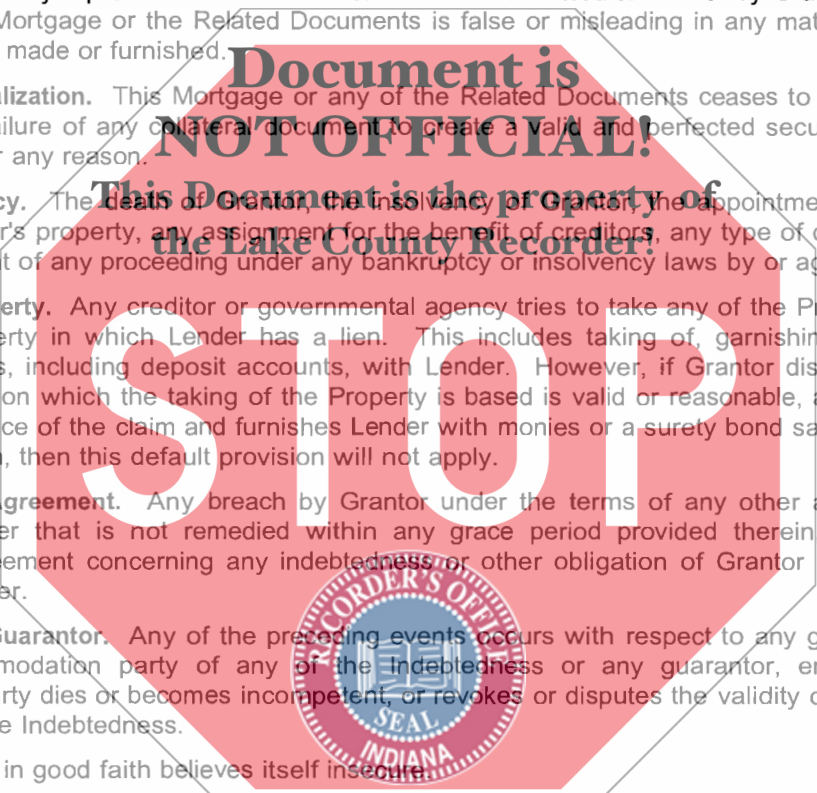 Mortgage or the Related Documents is false or misleading in any mat
made or furnished.
Document is
lization. This Mortgage or any of the Related Documents ceases to
NOT OFFICIAL!
ilure of any collateral document to create a valid and perfected secu
r any reason.
This Document is the property of
cy. The death of Grantor, the insolvency of Grantor, the appointme
the Lake County Recorder!
r's property, any assignment for the benefit of creditors, any type of c
t of any proceeding under any bankruptcy or insolvency laws by or ag
erty. Any creditor or governmental agency tries to take any of the Pr
erty in which Lender has a lien. This includes taking of, garnishin
s, including deposit accounts, with Lender. However, if Grantor dis
on which the taking of the Property is based is valid or reasonable, a
ce of the claim and furnishes Lender with monies or a surety bond sa
, then this default provision will not apply.
STOP
Agreement. Any breach by Grantor under the terms of any other a
er that is not remedied within any grace period provided therein
eement concerning any indebtedness or other obligation of Grantor
er.
RECORDER'S OFFICE
Guarantor. Any of the preceding events occurs with respect to any g
modation party of any of the Indebtedness or any guarantor, en
rty dies or becomes incompetent, or revokes or disputes the validity o
e Indebtedness.
SEAL
INDIANA
in good faith believes itself insecure.